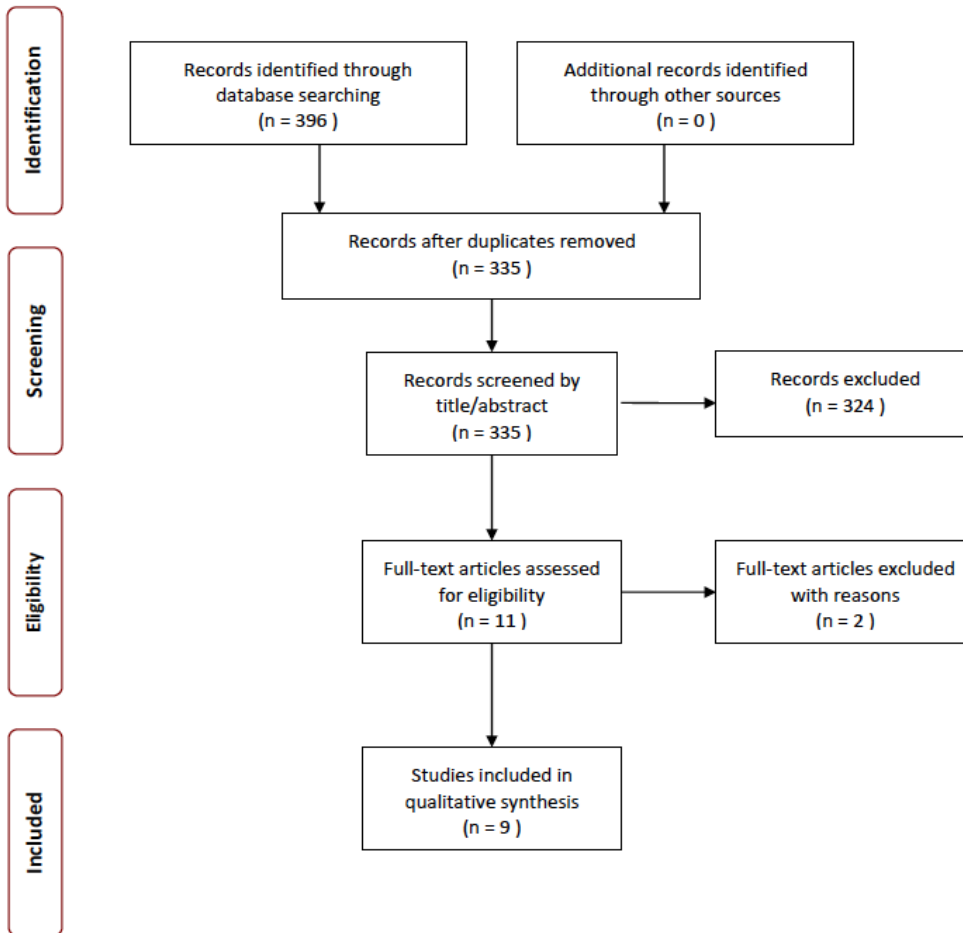 Identification
Records identified through
database searching
(n = 396 )
Additional records identified
through other sources
(n = 0 )
Records after duplicates removed
(n = 335 )
Screening
Records screened by
title/abstract
(n = 335 )
Records excluded
(n = 324 )
Eligibility
Full-text articles assessed
for eligibility
(n = 11 )
Full-text articles excluded
with reasons
(n = 2 )
Included
Studies included in
qualitative synthesis
(n = 9 )